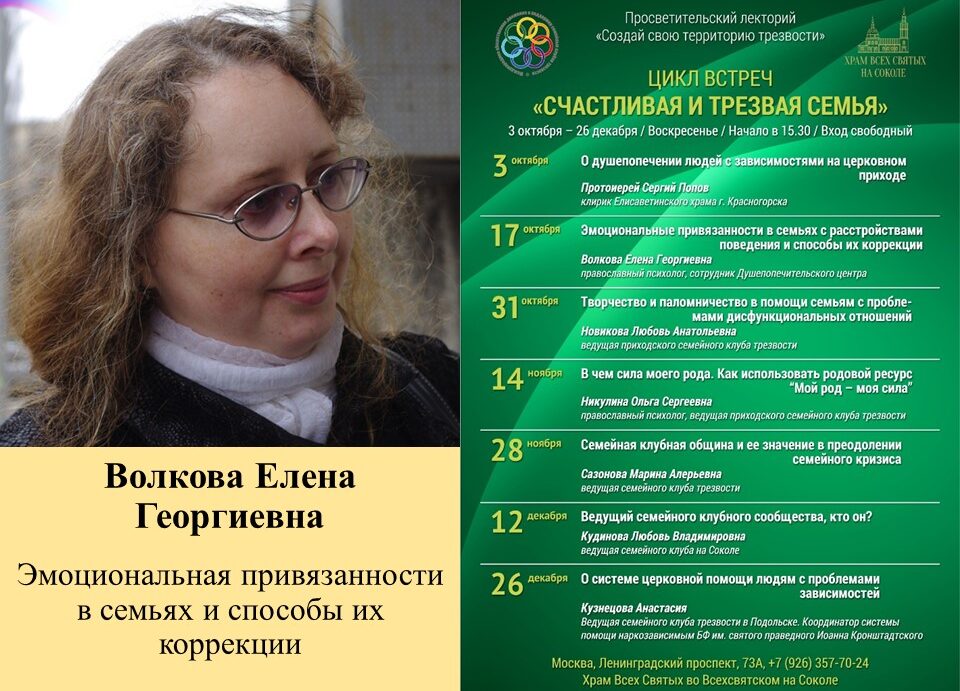 Волкова Елена
Георгиевна
Эмоциональная привязанности
в семьях и способы их
коррекции
Просветительский лекторий
«Создай свою территорию трезвости»
ХРАМ ВСЕХ СВЯТЫХ
НА СОКОЛЕ
ЦИКЛ ВСТРЕЧ
«СЧАСТЛИВАЯ И ТРЕЗВАЯ СЕМЬЯ»
3 октября – 26 декабря / Воскресенье / Начало в 15.30 / Вход свободный
3 октября
О душепопечении людей с зависимостями на церковном
приходе
Протоиерей Сергий Попов
клирик Елисаветинского храма г. Красногорска
17 октября
Эмоциональные привязанности в семьях с расстройствами
поведения и способы их коррекции
Волкова Елена Георгиевна
православный психолог, сотрудник Душепопечительского центра
31 октября
Творчество и паломничество в помощи семьям с пробле-
мами дисфункциональных отношений
Новикова Любовь Анатольевна
ведущая приходского семейного клуба трезвости
14 ноября
В чем сила моего рода. Как использовать родовой ресурс
“Мой род – моя сила”
Никулина Ольга Сергеевна
православный психолог, ведущая приходского семейного клуба трезвости
28 ноября
Семейная клубная община и ее значение в преодолении
семейного кризиса
Сазонова Марина Алерьевна
ведущая семейного клуба трезвости
12 декабря
Ведущий семейного клубного сообщества, кто он?
Кудинова Любовь Владимировна
ведущая семейного клуба на Соколе
26 декабря
О системе церковной помощи людям с проблемами
зависимостей
Кузнецова Анастасия
Ведущая семейного клуба трезвости в Подольске. Координатор системы
помощи наркозависимым БФ им. святого праведного Иоанна Кронштадтского
Москва, Ленинградский проспект, 73А, +7 (926) 357-70-24
Храм Всех Святых во Всехсвятском на Соколе